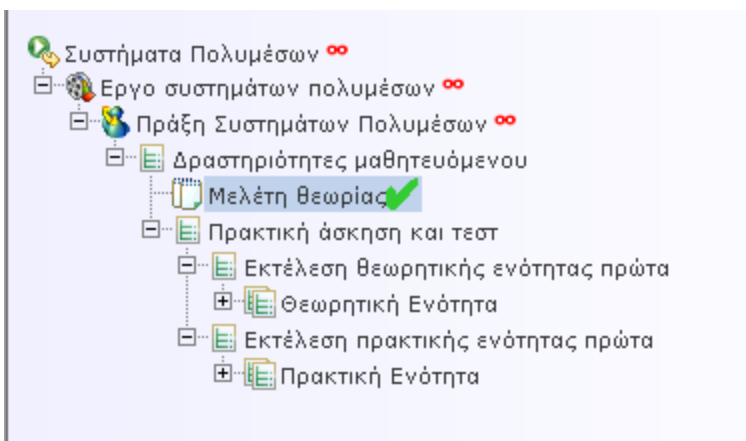 Συστήματα Πολυμέσων
Εργο συστημάτων πολυμέσων
Πράξη Συστημάτων Πολυμέσων
Δραστηριότητες μαθητευόμενου
Μελέτη θεωρίας
Πρακτική άσκηση και τεστ
Εκτέλεση θεωρητικής ενότητας πρώτα
Θεωρητική Ενότητα
Εκτέλεση πρακτικής ενότητας πρώτα
Πρακτική Ενότητα